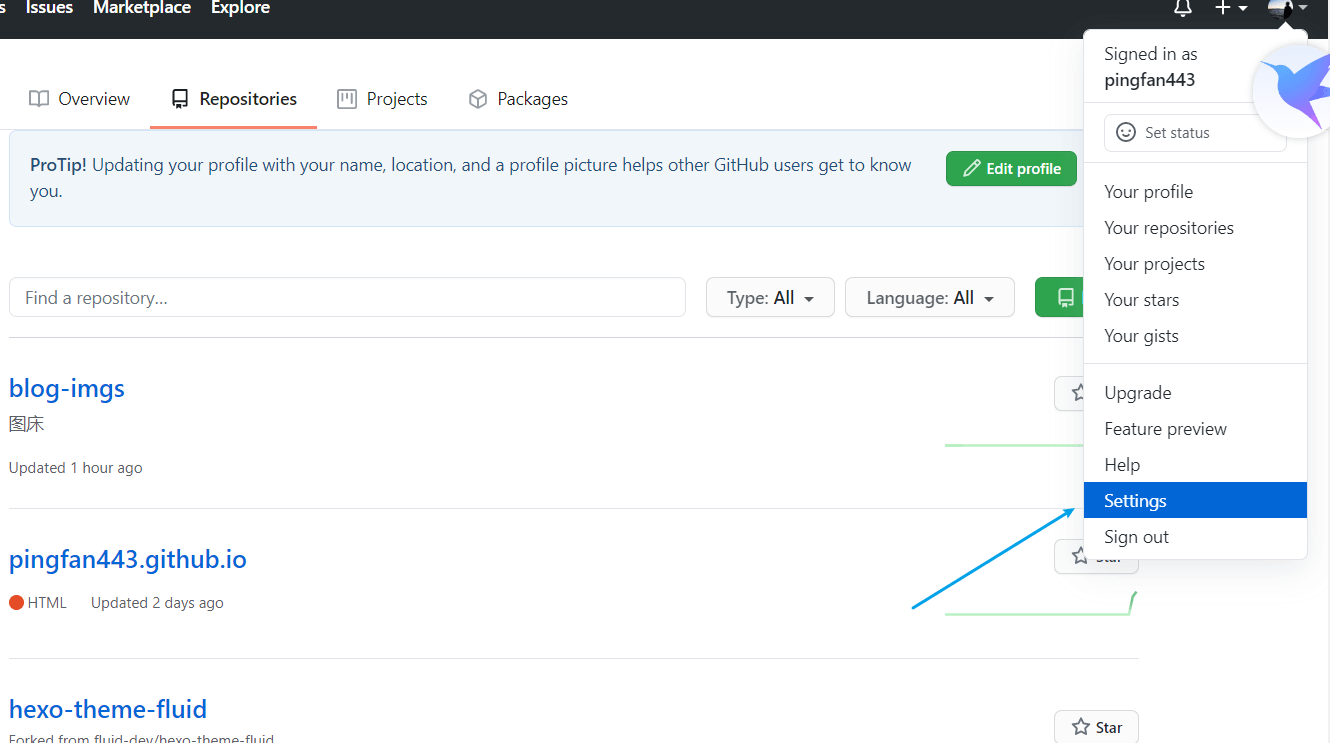 s Issues Marketplace Explore
Signed in as
pingfan443
Overview Repositories Projects Packages
Set status
ProTip! Updating your profile with your name, location, and a profile picture helps other GitHub users get to know
you.
Edit profile
Your profile
Your repositories
Your projects
Your stars
Your gists
Find a repository…
Type: All
Language: All
Upgrade
Feature preview
Help
Settings
Sign out
blog-imgs
图床
Updated 1 hour ago
pingfan443.github.io
Star
HTML Updated 2 days ago
hexo-theme-fluid
Star
Forked from fluid-dev/hexo-theme-fluid